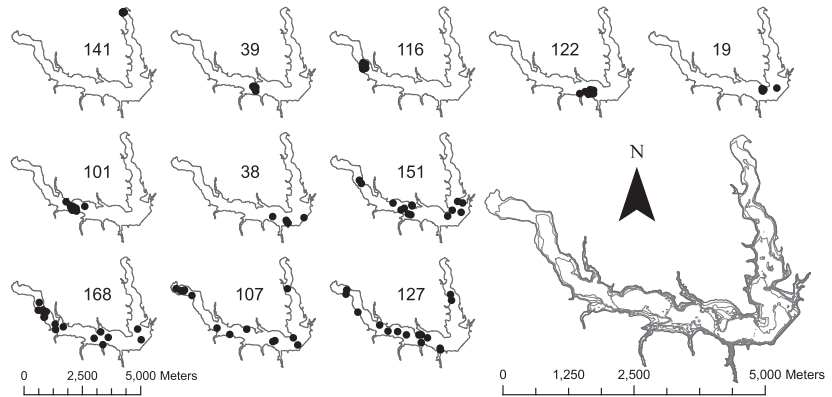 141 39 116 122 19
101 38 151
N
168 107 127
0 2,500 5,000 Meters
0 1,250 2,500 5,000 Meters